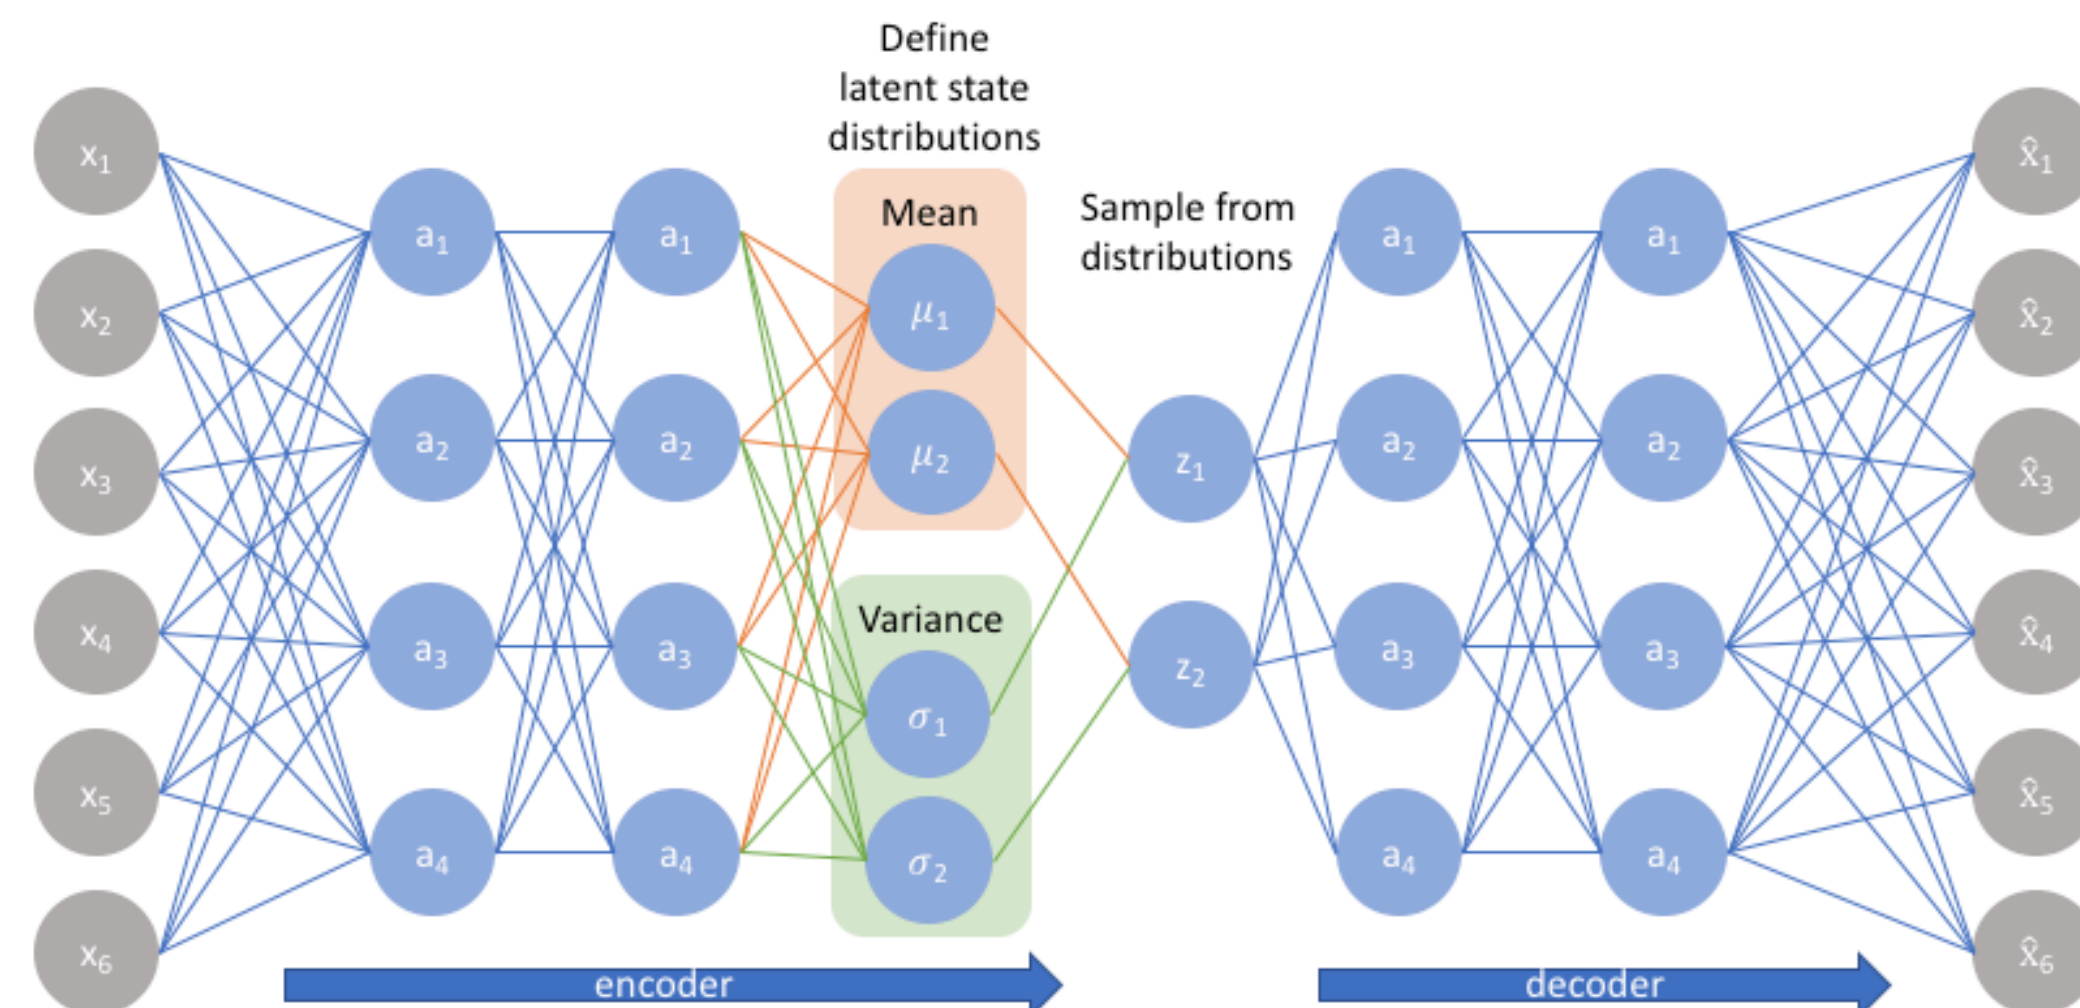 Define
latent state
distributions
Mean
Sample from
distributions
Variance
x₁
x₂
x₃
x₄
x₅
x₆
a₁
a₂
a₃
a₄
a₁
a₂
a₃
a₄
μ₁
μ₂
σ₁
σ₂
z₁
z₂
a₁
a₂
a₃
a₄
a₁
a₂
a₃
a₄
x̂₁
x̂₂
x̂₃
x̂₄
x̂₅
x̂₆
encoder
decoder